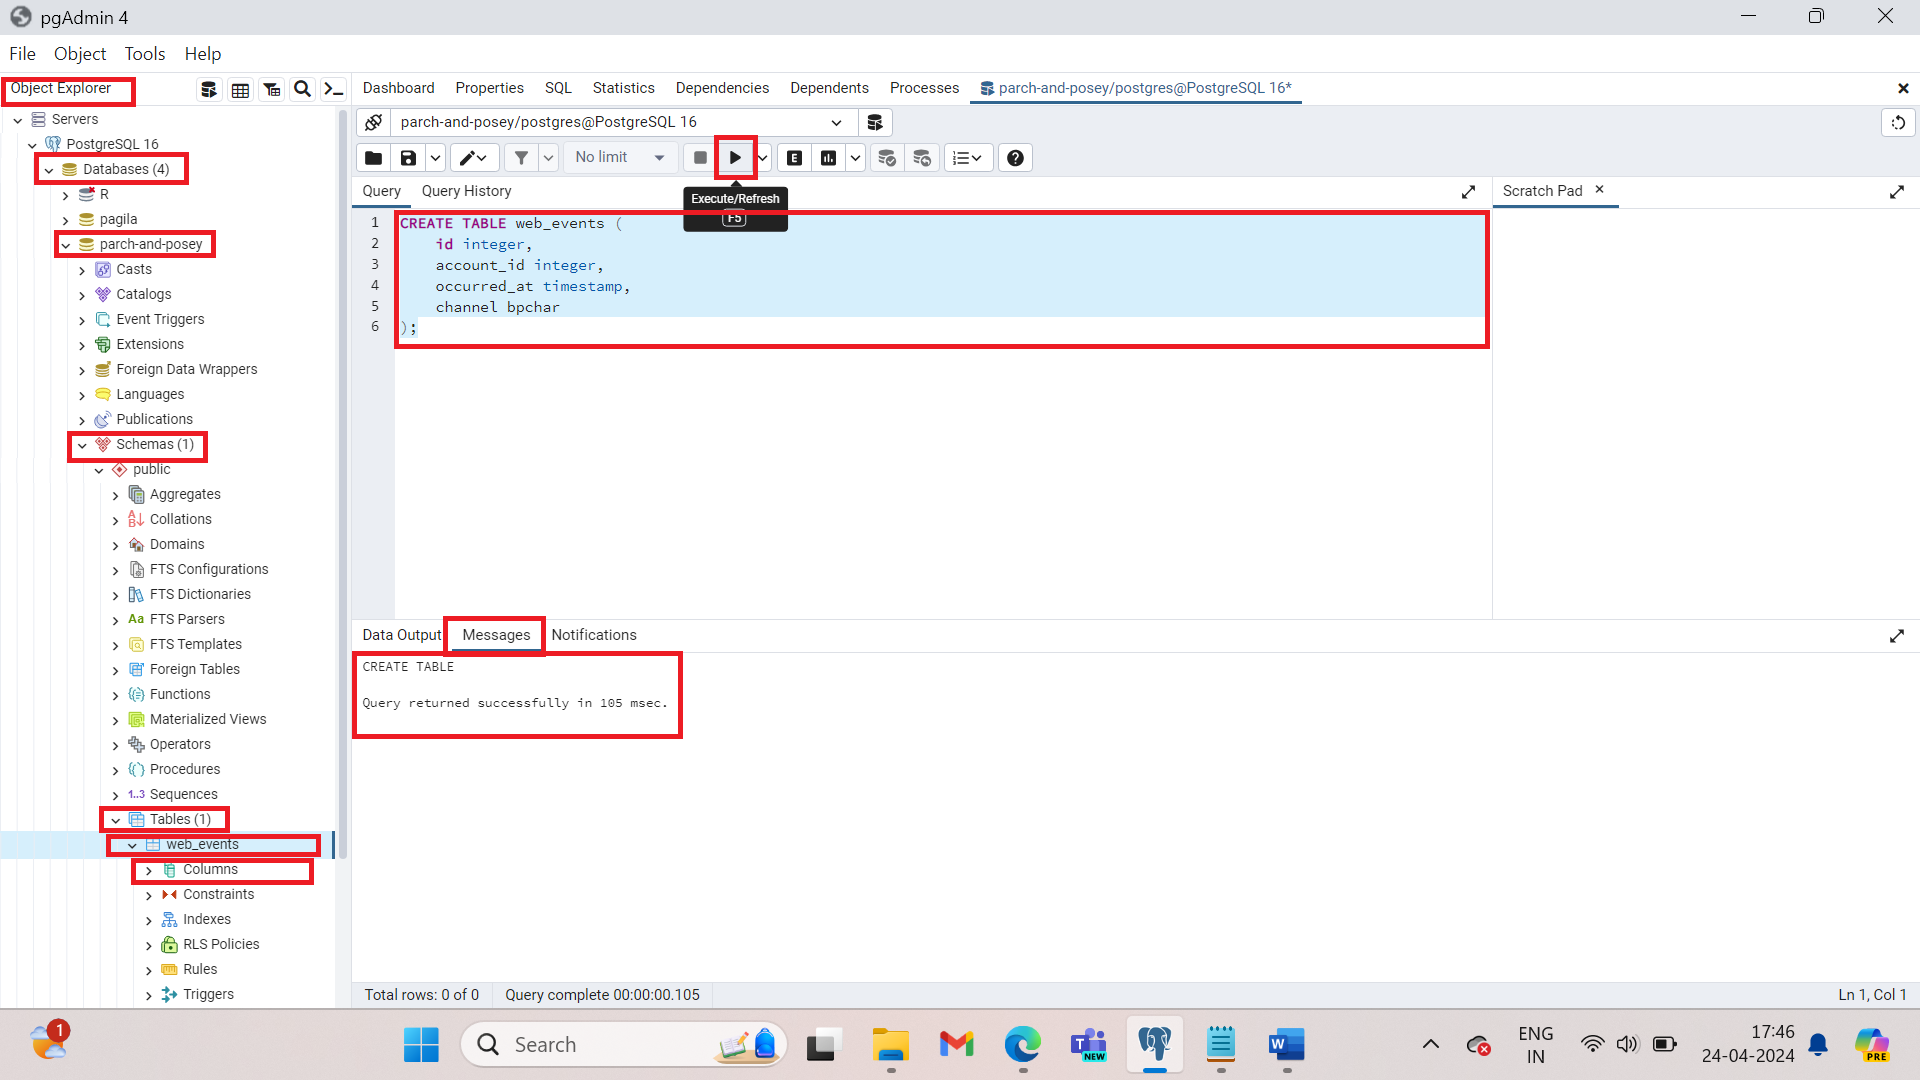 pgAdmin 4
File Object Tools Help
Object Explorer
Dashboard Properties SQL Statistics Dependencies Dependents Processes parch-and-posey/postgres@PostgreSQL 16*
Servers
PostgreSQL 16
Databases (4)
R
pagila
parch-and-posey
Casts
Catalogs
Event Triggers
Extensions
Foreign Data Wrappers
Languages
Publications
Schemas (1)
public
Aggregates
Collations
Domains
FTS Configurations
FTS Dictionaries
Aa FTS Parsers
FTS Templates
Foreign Tables
Functions
Materialized Views
Operators
Procedures
1..3 Sequences
Tables (1)
web_events
Columns
Constraints
Indexes
RLS Policies
Rules
Triggers
parch-and-posey/postgres@PostgreSQL 16
No limit
E
Query Query History
Execute/Refresh
F5
Scratch Pad
1 CREATE TABLE web_events (
2 id integer,
3 account_id integer,
4 occurred_at timestamp,
5 channel bpchar
6 );
Data Output Messages Notifications
CREATE TABLE
Query returned successfully in 105 msec.
Total rows: 0 of 0 Query complete 00:00:00.105 Ln 1, Col 1
1
Search
T NEW
W
ENG
IN
17:46
24-04-2024
PRE